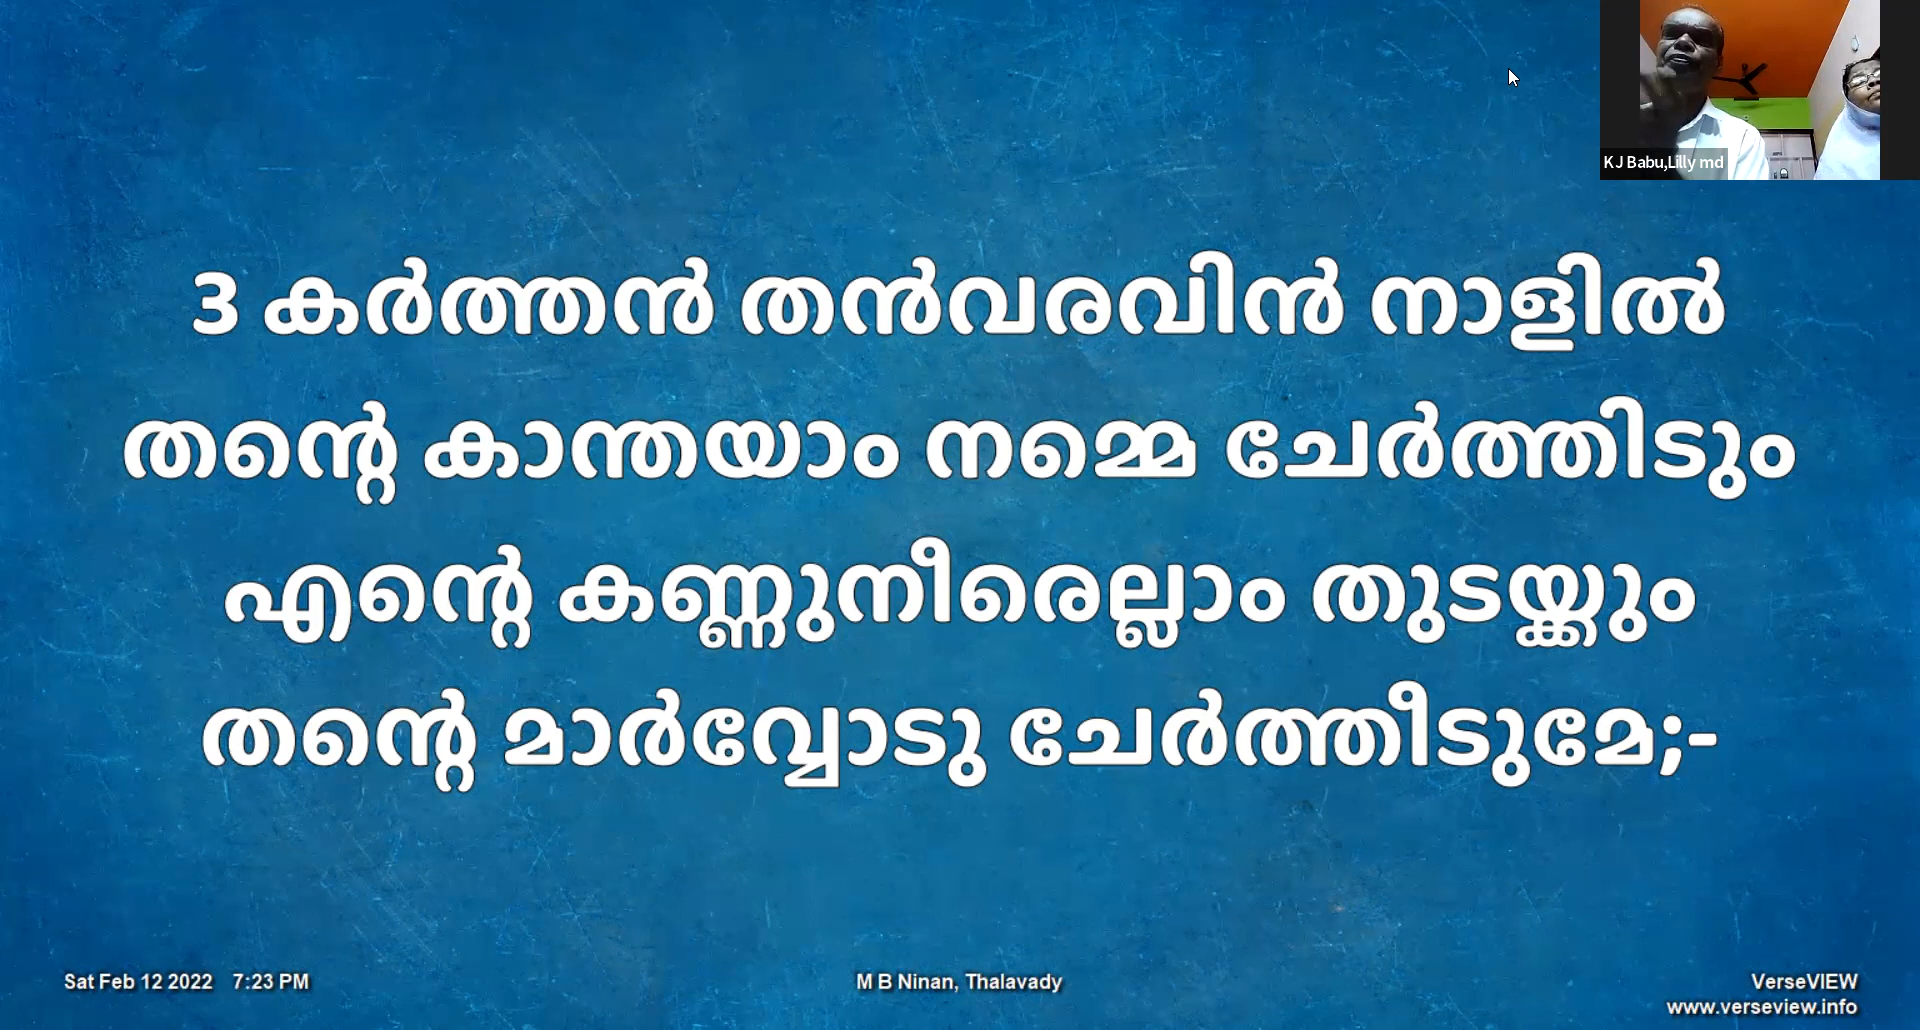 KJ Babu,Lilly md
3 കർത്തൻ തൻവരവിൻ നാളിൽ
തന്റെ കാന്തയാം നമ്മെ ചേർത്തിടും
എന്റെ കണ്ണുനീരെല്ലാം തുടയ്ക്കും
തന്റെ മാർവ്വോടു ചേർത്തീടുമേ;-
Sat Feb 12 2022 7:23 PM
M B Ninan, Thalavady
VerseVIEW
www.verseview.info